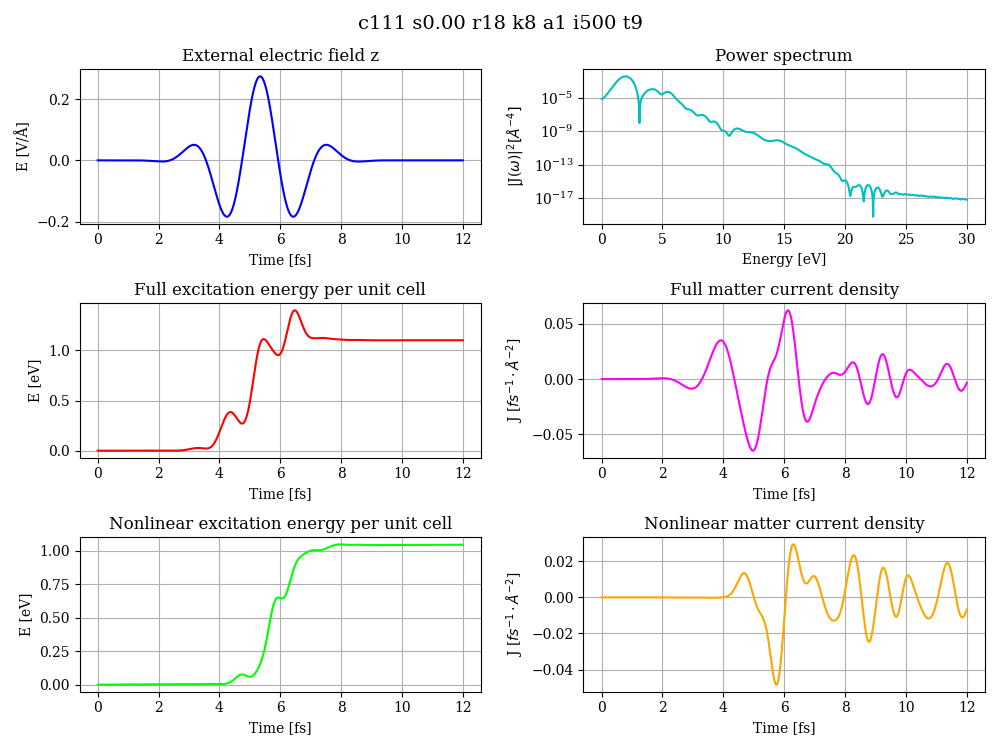 c111 s0.00 r18 k8 a1 i500 t9
External electric field z
E [V/Å]
0.2
0.0
−0.2
0 2 4 6 8 10 12
Time [fs]
Power spectrum
|J(ω)|² [Å⁻⁴]
10⁻⁵
10⁻⁹
10⁻¹³
10⁻¹⁷
0 5 10 15 20 25 30
Energy [eV]
Full excitation energy per unit cell
E [eV]
1.0
0.5
0.0
0 2 4 6 8 10 12
Time [fs]
Full matter current density
J [fs⁻¹ · Å⁻²]
0.05
0.00
−0.05
0 2 4 6 8 10 12
Time [fs]
Nonlinear excitation energy per unit cell
E [eV]
1.00
0.75
0.50
0.25
0.00
0 2 4 6 8 10 12
Time [fs]
Nonlinear matter current density
J [fs⁻¹ · Å⁻²]
0.02
0.00
−0.02
−0.04
0 2 4 6 8 10 12
Time [fs]